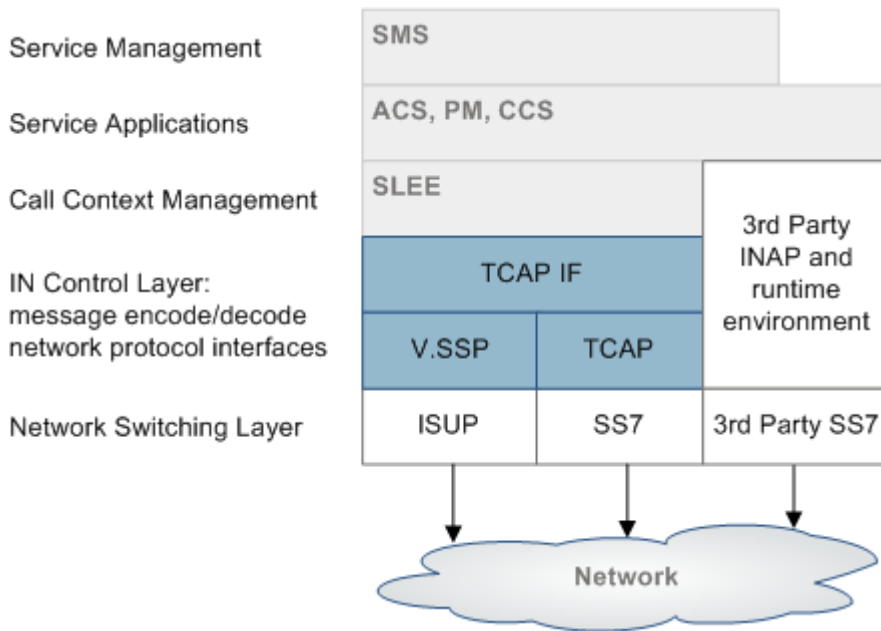 Service Management
SMS
Service Applications
ACS, PM, CCS
Call Context Management
SLEE
3rd Party
INAP and
runtime
environment
IN Control Layer:
message encode/decode
network protocol interfaces
TCAP IF
V.SSP
TCAP
Network Switching Layer
ISUP
SS7
3rd Party SS7
Network